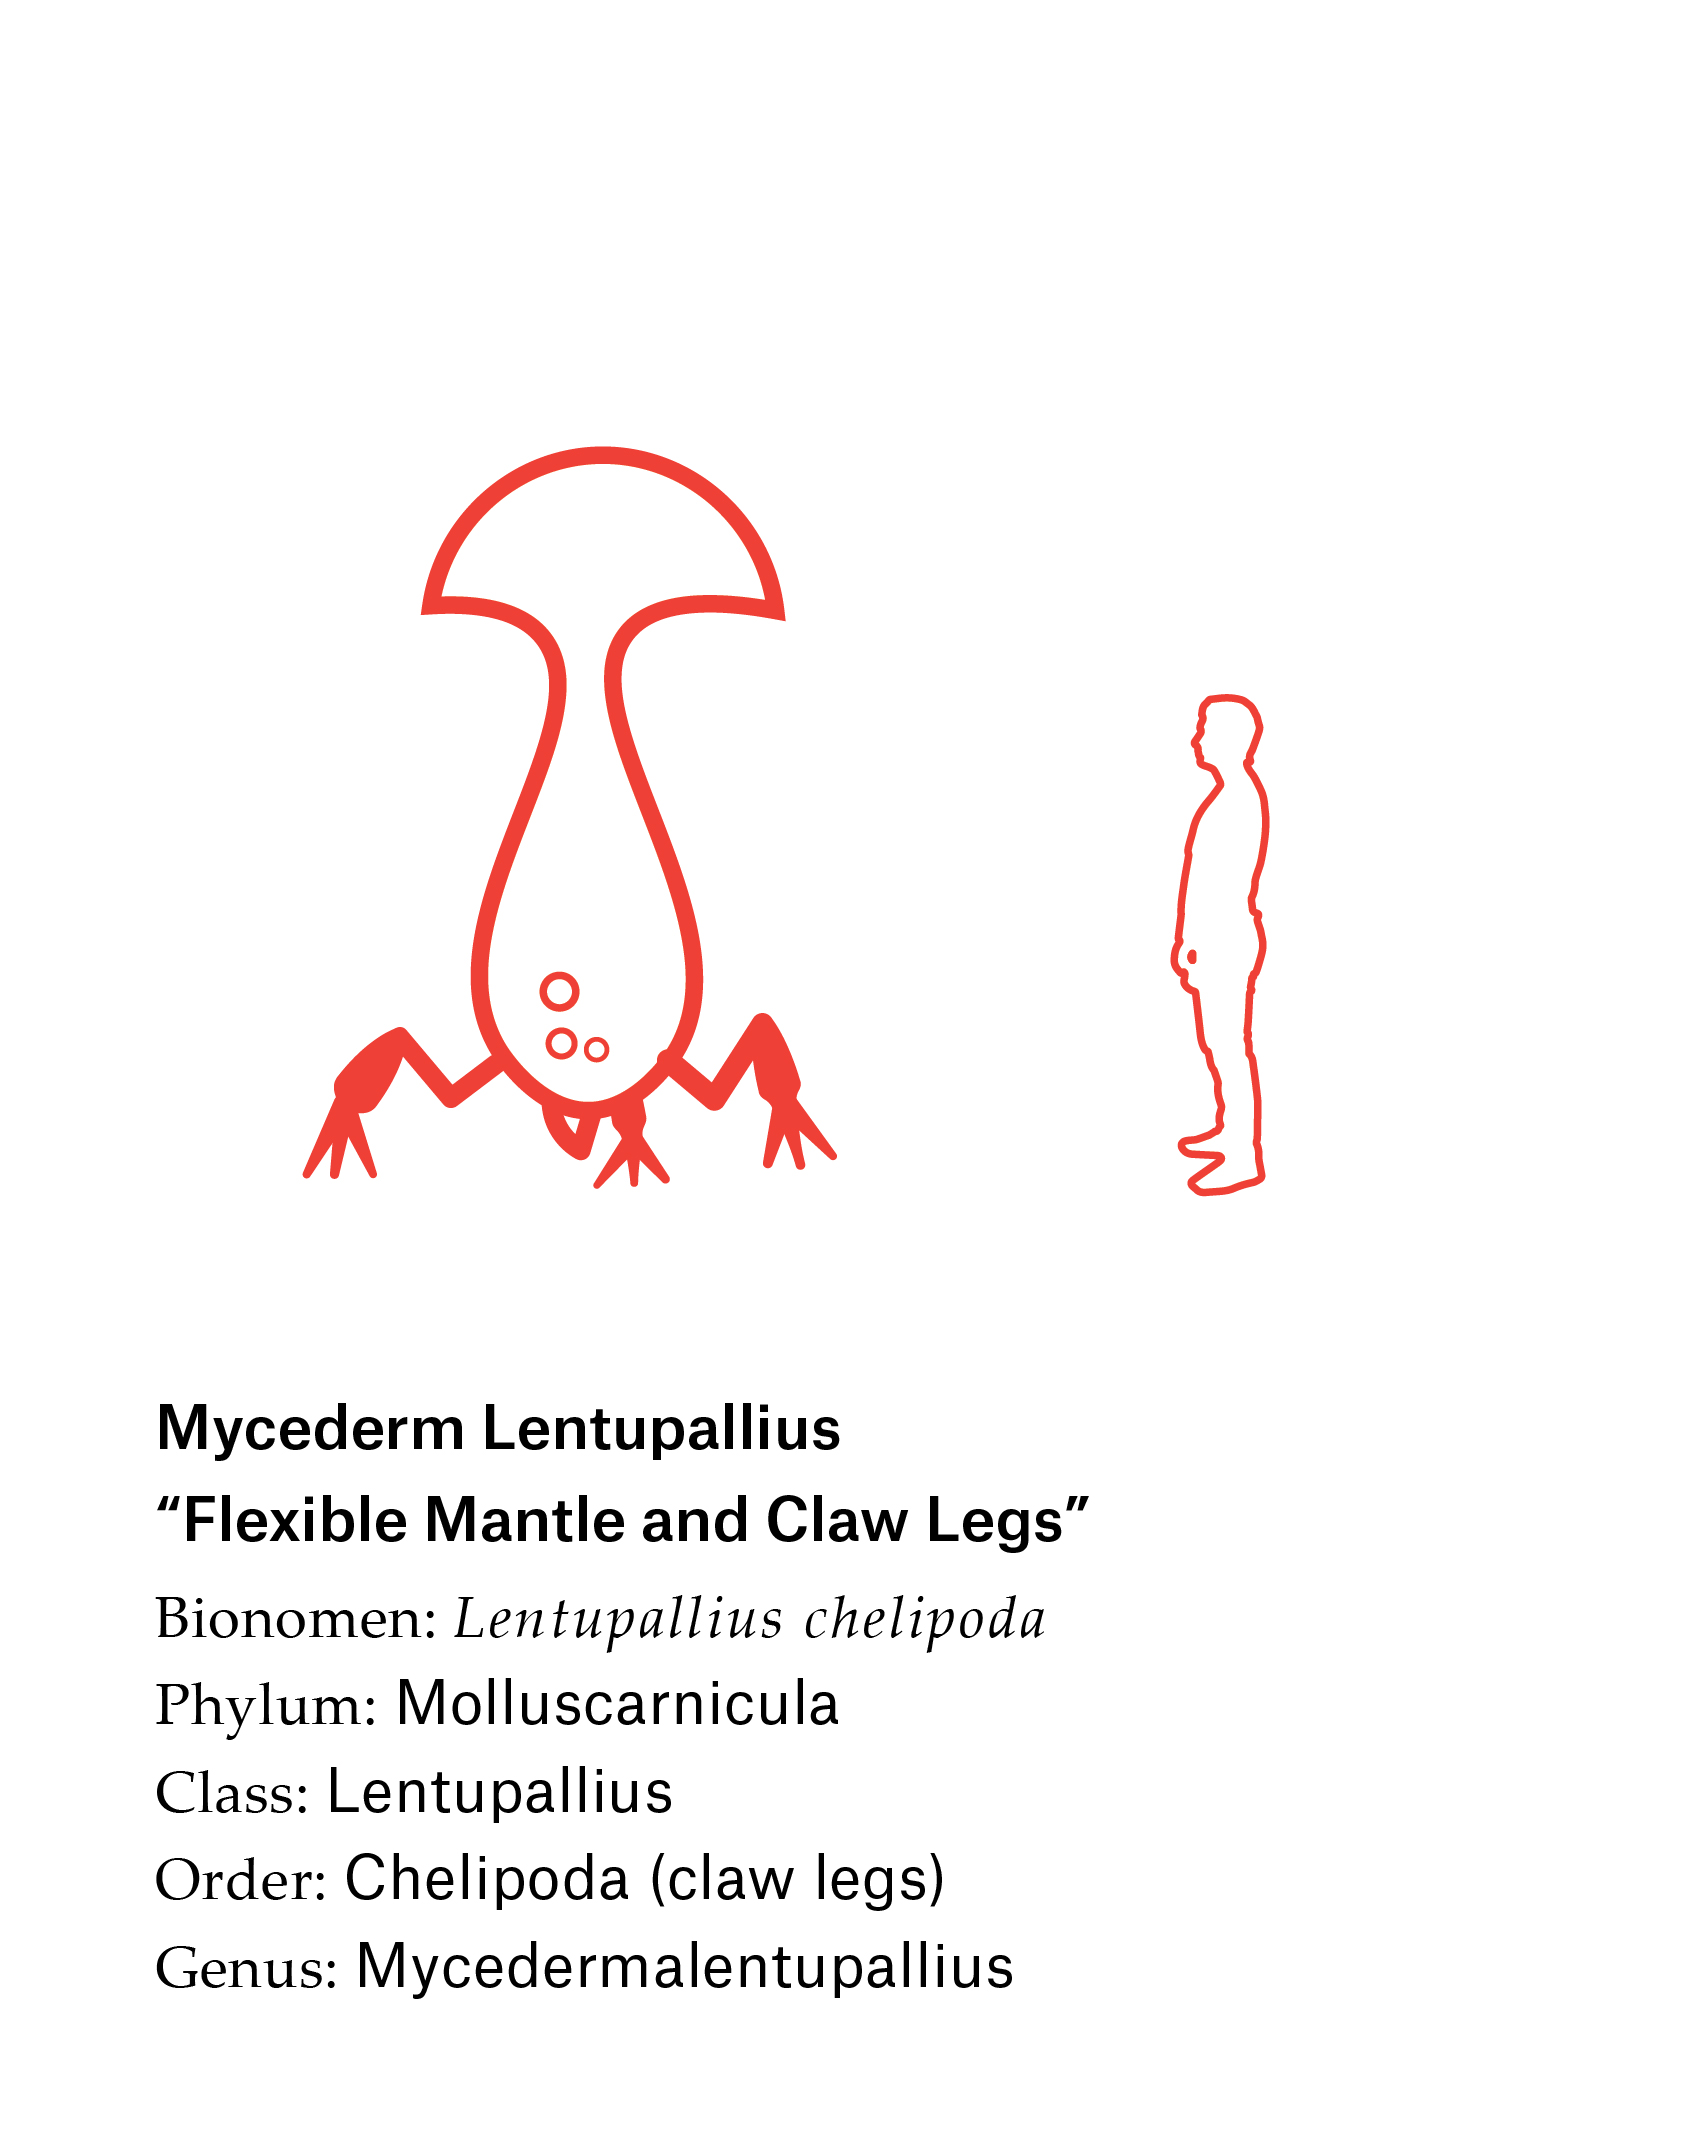 Mycederm Lentupallius
“Flexible Mantle and Claw Legs”
Bionomen: Lentupallius chelipoda
Phylum: Molluscarnicula
Class: Lentupallius
Order: Chelipoda (claw legs)
Genus: Mycedermalentupallius